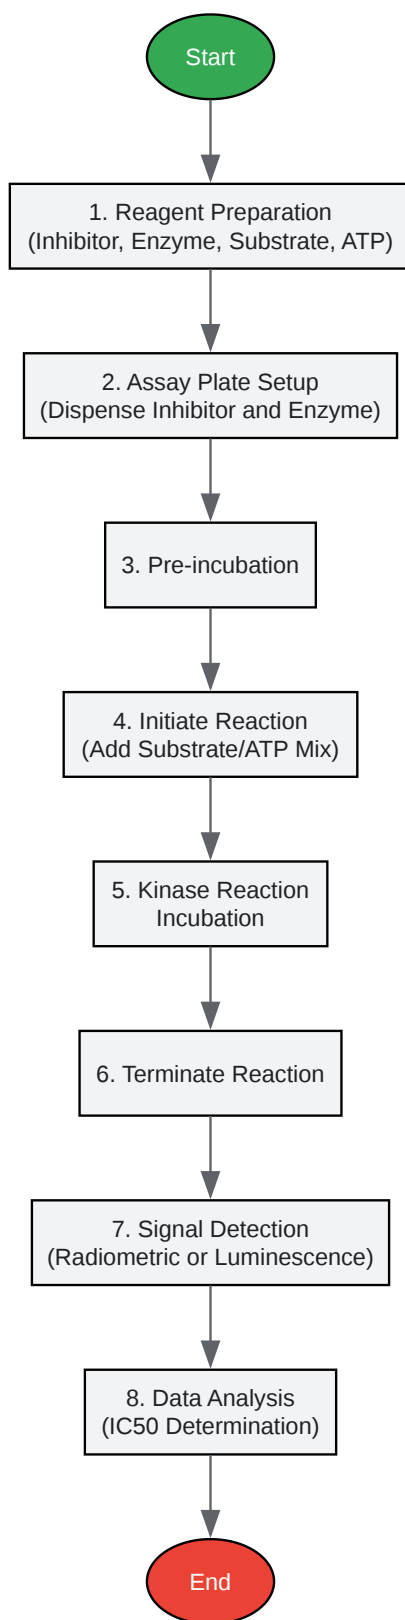 Start
1. Reagent Preparation
(Inhibitor, Enzyme, Substrate, ATP)
2. Assay Plate Setup
(Dispense Inhibitor and Enzyme)
3. Pre-incubation
4. Initiate Reaction
(Add Substrate/ATP Mix)
5. Kinase Reaction
Incubation
6. Terminate Reaction
7. Signal Detection
(Radiometric or Luminescence)
8. Data Analysis
(IC50 Determination)
End